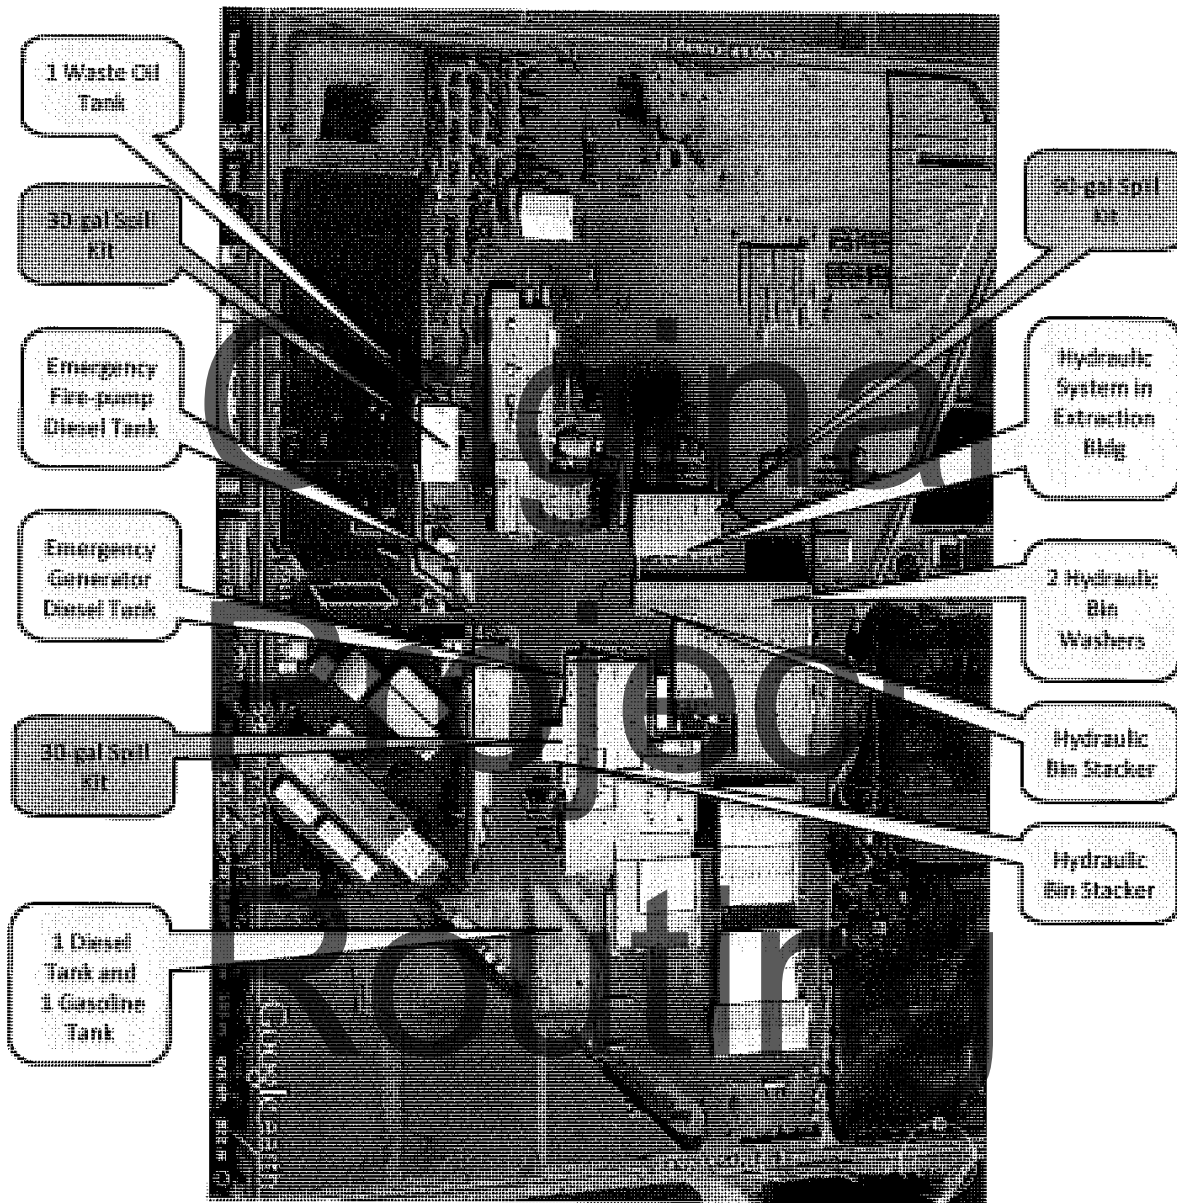 1 Waste Oil
Tank
30-gal Spill
Kit
Emergency
Fire-pump
Diesel Tank
Emergency
Generator
Diesel Tank
30-gal Spill
Kit
1 Diesel
Tank and
1 Gasoline
Tank
90-gal Spill
Kit
Hydraulic
System in
Extraction
Bldg
2 Hydraulic
Bin
Washers
Hydraulic
Bin Stacker
Hydraulic
Bin Stacker
Original
Project
Routing